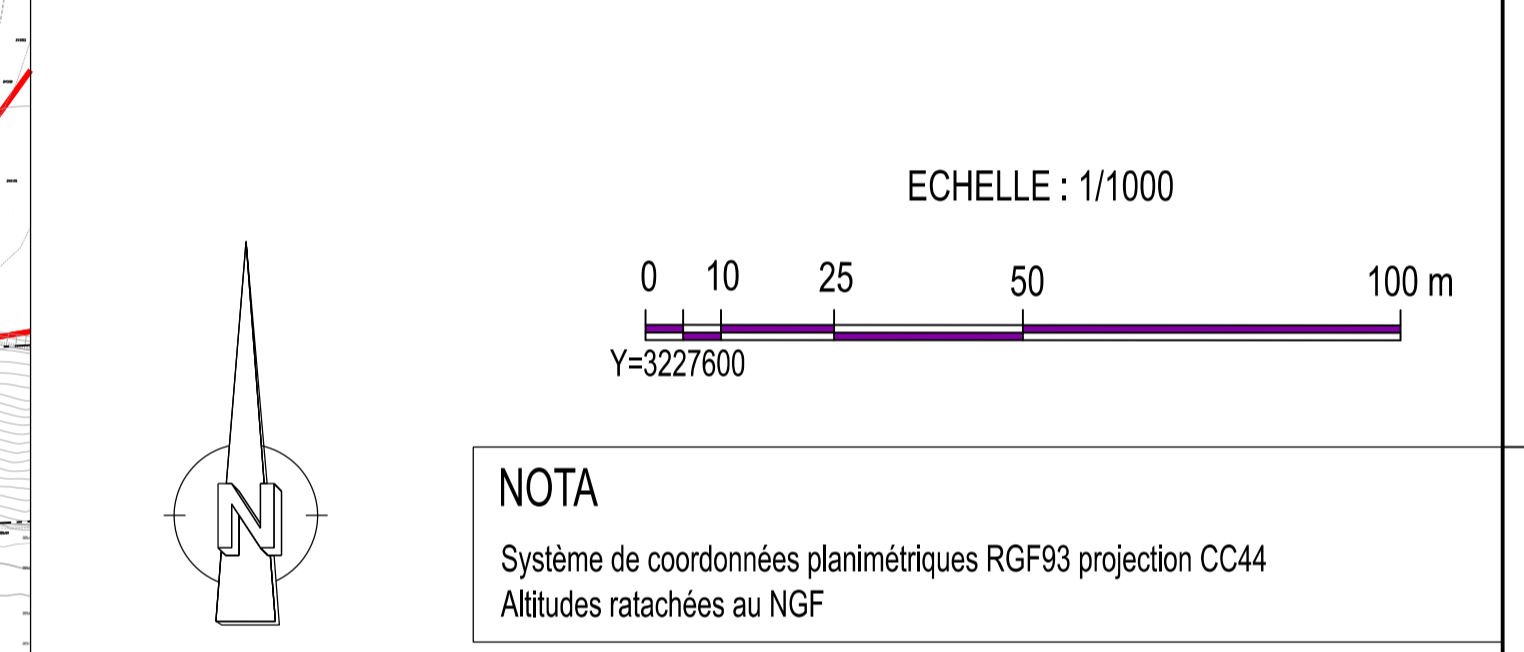 ECHELLE : 1/1000
0 10 25 50 100 m
Y=3227600
N
NOTA
Système de coordonnées planimétriques RGF93 projection CC44
Altitudes ratachées au NGF